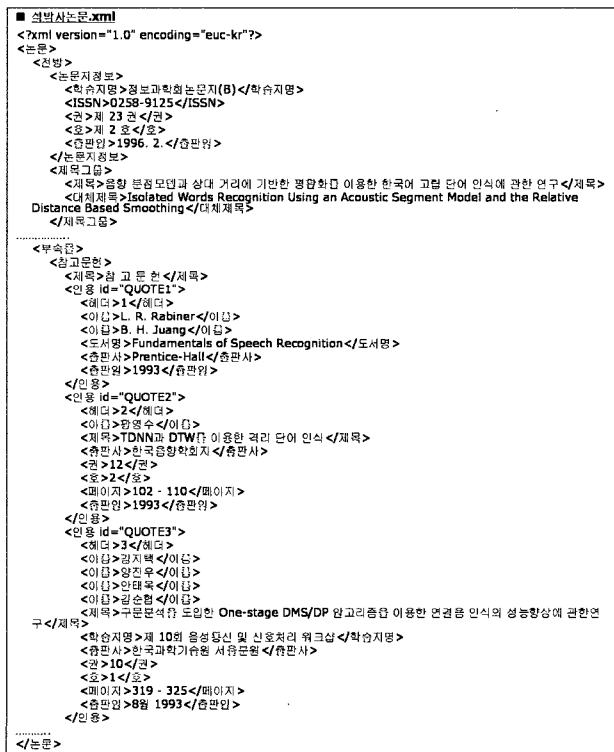 ■ 석박사논문.xml
<?xml version="1.0" encoding="euc-kr"?>
<논문>
<전방>
<논문지정보>
<학술지명>정보과학회논문지(B)</학술지명>
<ISSN>0258-9125</ISSN>
<권>제 23 권</권>
<호>제 2 호</호>
<출판일>1996. 2.</출판일>
</논문지정보>
<제목그룹>
<제목>음향 분절모델과 상대 거리에 기반한 평활화를 이용한 한국어 고립 단어 인식에 관한 연구</제목>
<대체제목>Isolated Words Recognition Using an Acoustic Segment Model and the Relative
Distance Based Smoothing</대체제목>
</제목그룹>
................
<부속물>
<참고문헌>
<제목>참 고 문 헌</제목>
<인용 id="QUOTE1">
<헤더>1</헤더>
<이름>L. R. Rabiner</이름>
<이름>B. H. Juang</이름>
<도서명>Fundamentals of Speech Recognition</도서명>
<출판사>Prentice-Hall</출판사>
<출판일>1993</출판일>
</인용>
<인용 id="QUOTE2">
<헤더>2</헤더>
<이름>황영수</이름>
<제목>TDNN과 DTW를 이용한 격리 단어 인식</제목>
<출판사>한국음향학회지</출판사>
<권>12</권>
<호>2</호>
<페이지>102 - 110</페이지>
<출판일>1993</출판일>
</인용>
<인용 id="QUOTE3">
<헤더>3</헤더>
<이름>김지택</이름>
<이름>양진우</이름>
<이름>안태옥</이름>
<이름>김순협</이름>
<제목>구문분석을 도입한 One-stage DMS/DP 알고리즘을 이용한 연결음 인식의 성능향상에 관한연
구</제목>
<학술지명>제 10회 음성통신 및 신호처리 워크샵</학술지명>
<출판사>한국과학기술원 서울분원</출판사>
<권>10</권>
<호>1</호>
<페이지>319 - 325</페이지>
<출판일>8월 1993</출판일>
</인용>
...........
</논문>